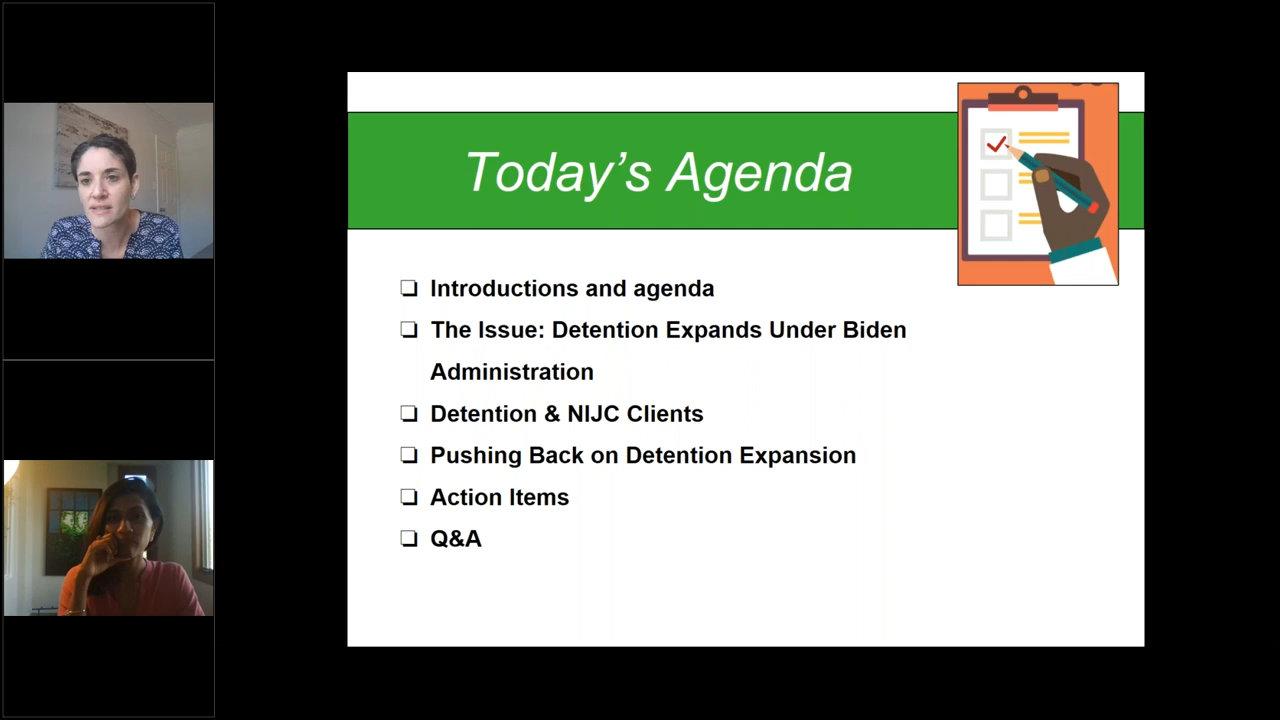 Today’s Agenda
❏ Introductions and agenda
❏ The Issue: Detention Expands Under Biden
Administration
❏ Detention & NIJC Clients
❏ Pushing Back on Detention Expansion
❏ Action Items
❏ Q&A